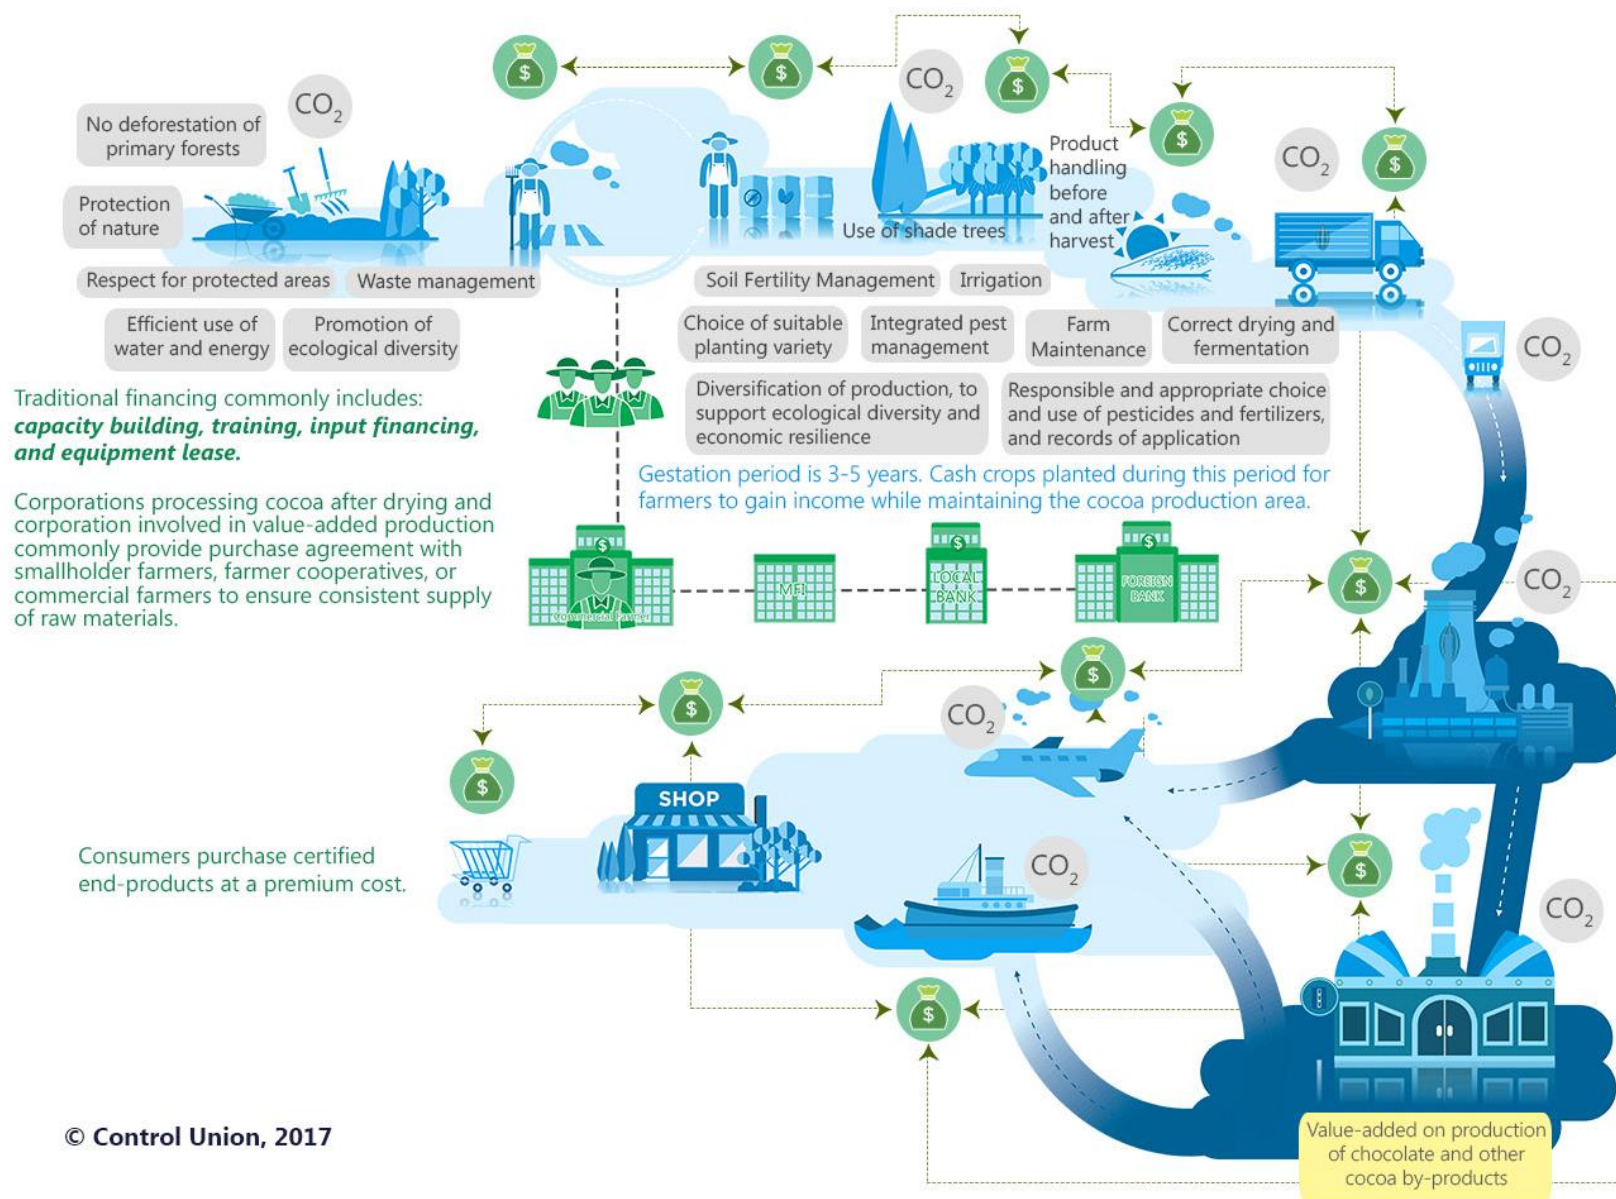 CO2
No deforestation of
primary forests
Protection
of nature
Respect for protected areas
Waste management
Efficient use of
water and energy
Promotion of
ecological diversity
$
$
CO2
$
$
CO2
$
Use of shade trees
Product
handling
before
and after
harvest
Soil Fertility Management
Irrigation
Choice of suitable
planting variety
Integrated pest
management
Farm
Maintenance
Correct drying and
fermentation
CO2
Diversification of production, to
support ecological diversity and
economic resilience
Responsible and appropriate choice
and use of pesticides and fertilizers,
and records of application
Traditional financing commonly includes:
capacity building, training, input financing,
and equipment lease.
Gestation period is 3-5 years. Cash crops planted during this period for
farmers to gain income while maintaining the cocoa production area.
Corporations processing cocoa after drying and
corporation involved in value-added production
commonly provide purchase agreement with
smallholder farmers, farmer cooperatives, or
commercial farmers to ensure consistent supply
of raw materials.
$
Commercial Farmer
MFI
$
LOCAL
BANK
$
FOREIGN
BANK
$
CO2
$
$
CO2
$
SHOP
Consumers purchase certified
end-products at a premium cost.
CO2
$
CO2
$
Value-added on production
of chocolate and other
cocoa by-products
© Control Union, 2017